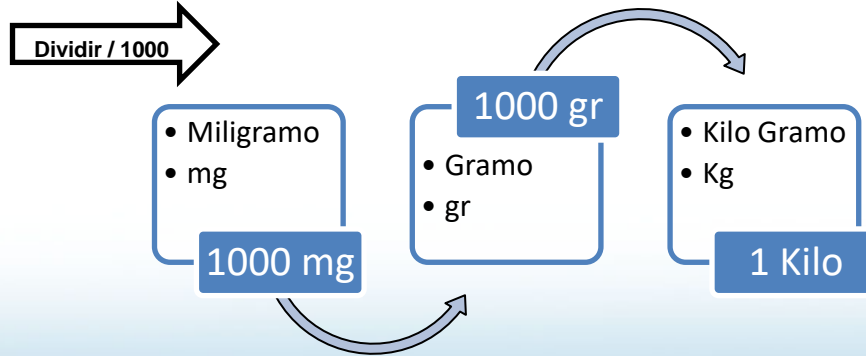 Dividir / 1000
• Miligramo
• mg
1000 mg
1000 gr
• Gramo
• gr
• Kilo Gramo
• Kg
1 Kilo